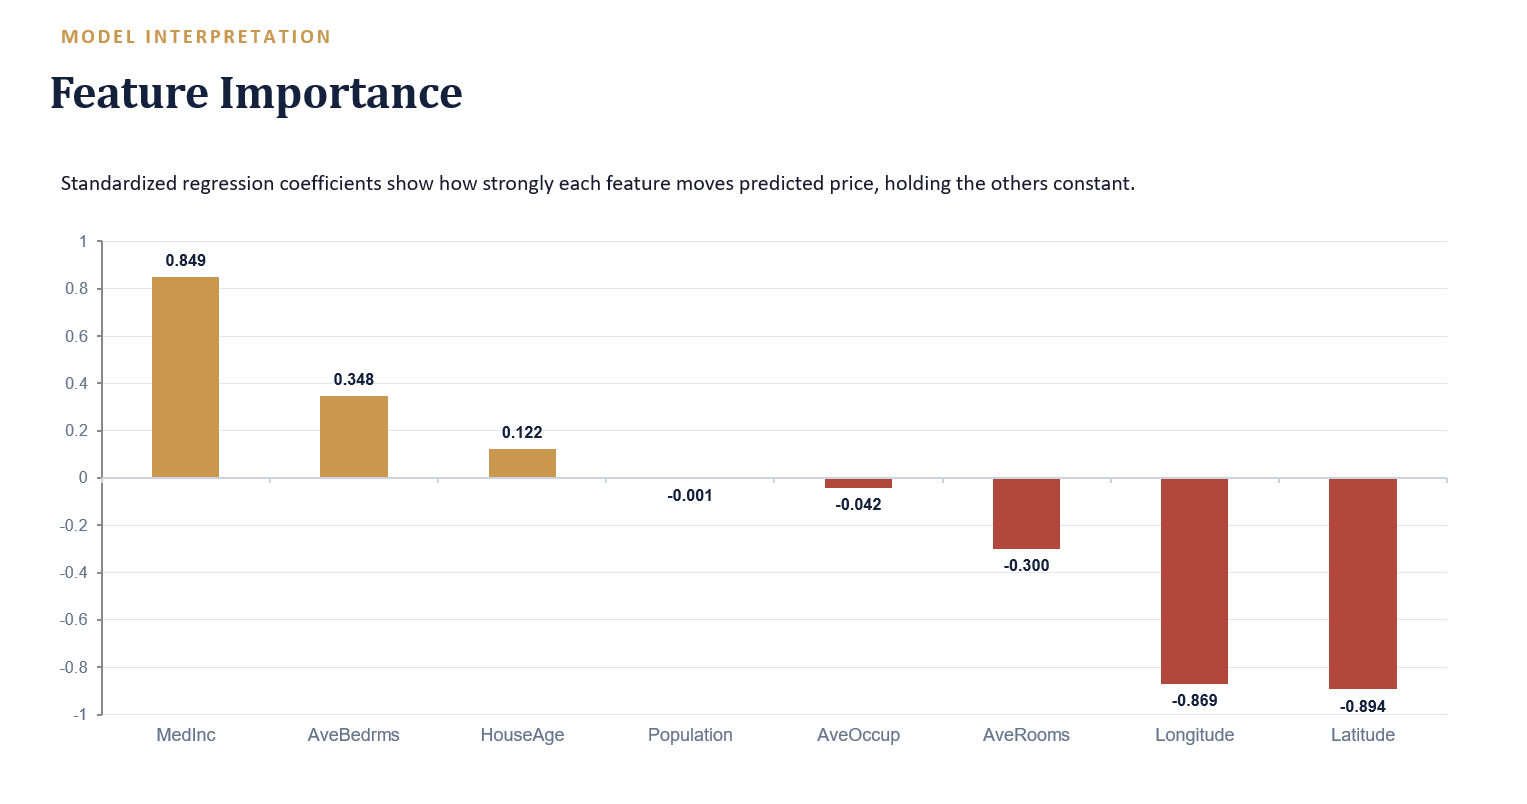 MODEL INTERPRETATION
Feature Importance
Standardized regression coefficients show how strongly each feature moves predicted price, holding the others constant.
1
0.8
0.6
0.4
0.2
0
-0.2
-0.4
-0.6
-0.8
-1
0.849
0.348
0.122
-0.001
-0.042
-0.300
-0.869
-0.894
MedInc
AveBedrms
HouseAge
Population
AveOccup
AveRooms
Longitude
Latitude